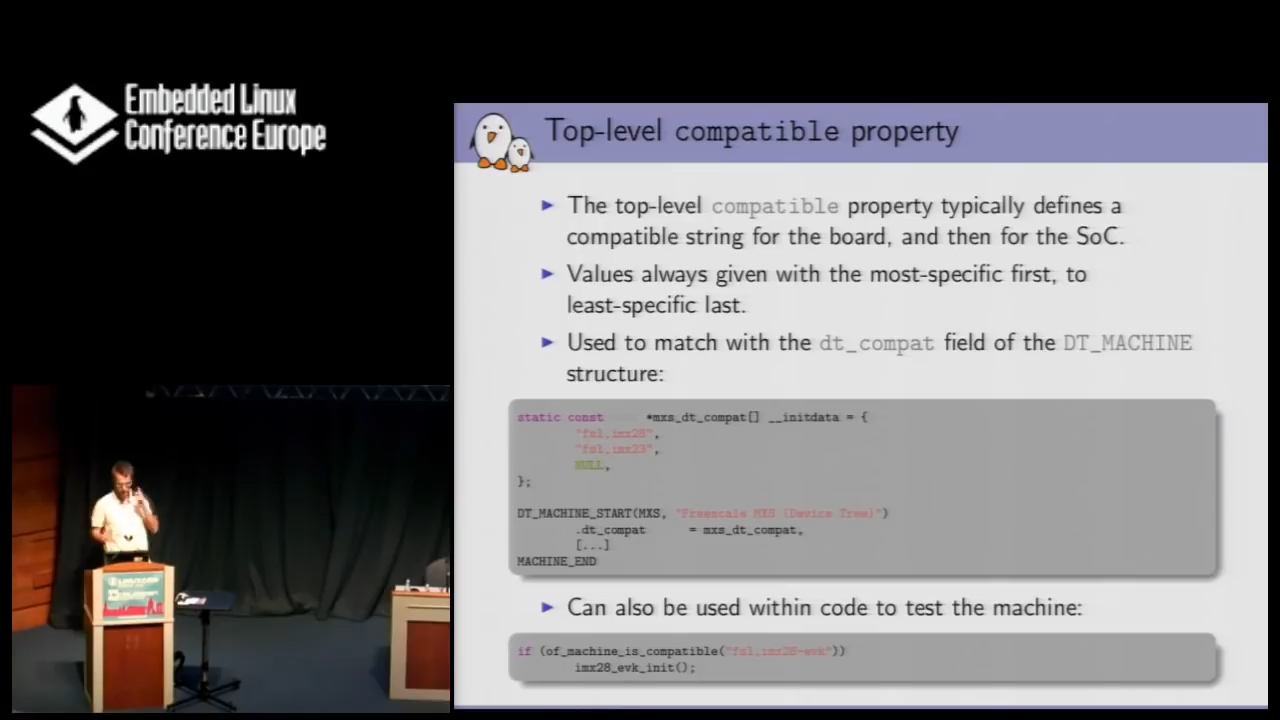 Embedded Linux
Conference Europe
Top-level compatible property
▶ The top-level compatible property typically defines a
compatible string for the board, and then for the SoC.
▶ Values always given with the most-specific first, to
least-specific last.
▶ Used to match with the dt_compat field of the DT_MACHINE
structure:
static const *mxs_dt_compat[] __initdata = {
"fsl,imx28",
"fsl,imx23",
NULL,
};
DT_MACHINE_START(MXS, "Freescale MXS (Device Tree)")
.dt_compat = mxs_dt_compat,
[...]
MACHINE_END
▶ Can also be used within code to test the machine:
if (of_machine_is_compatible("fsl,imx28-evk"))
imx28_evk_init();